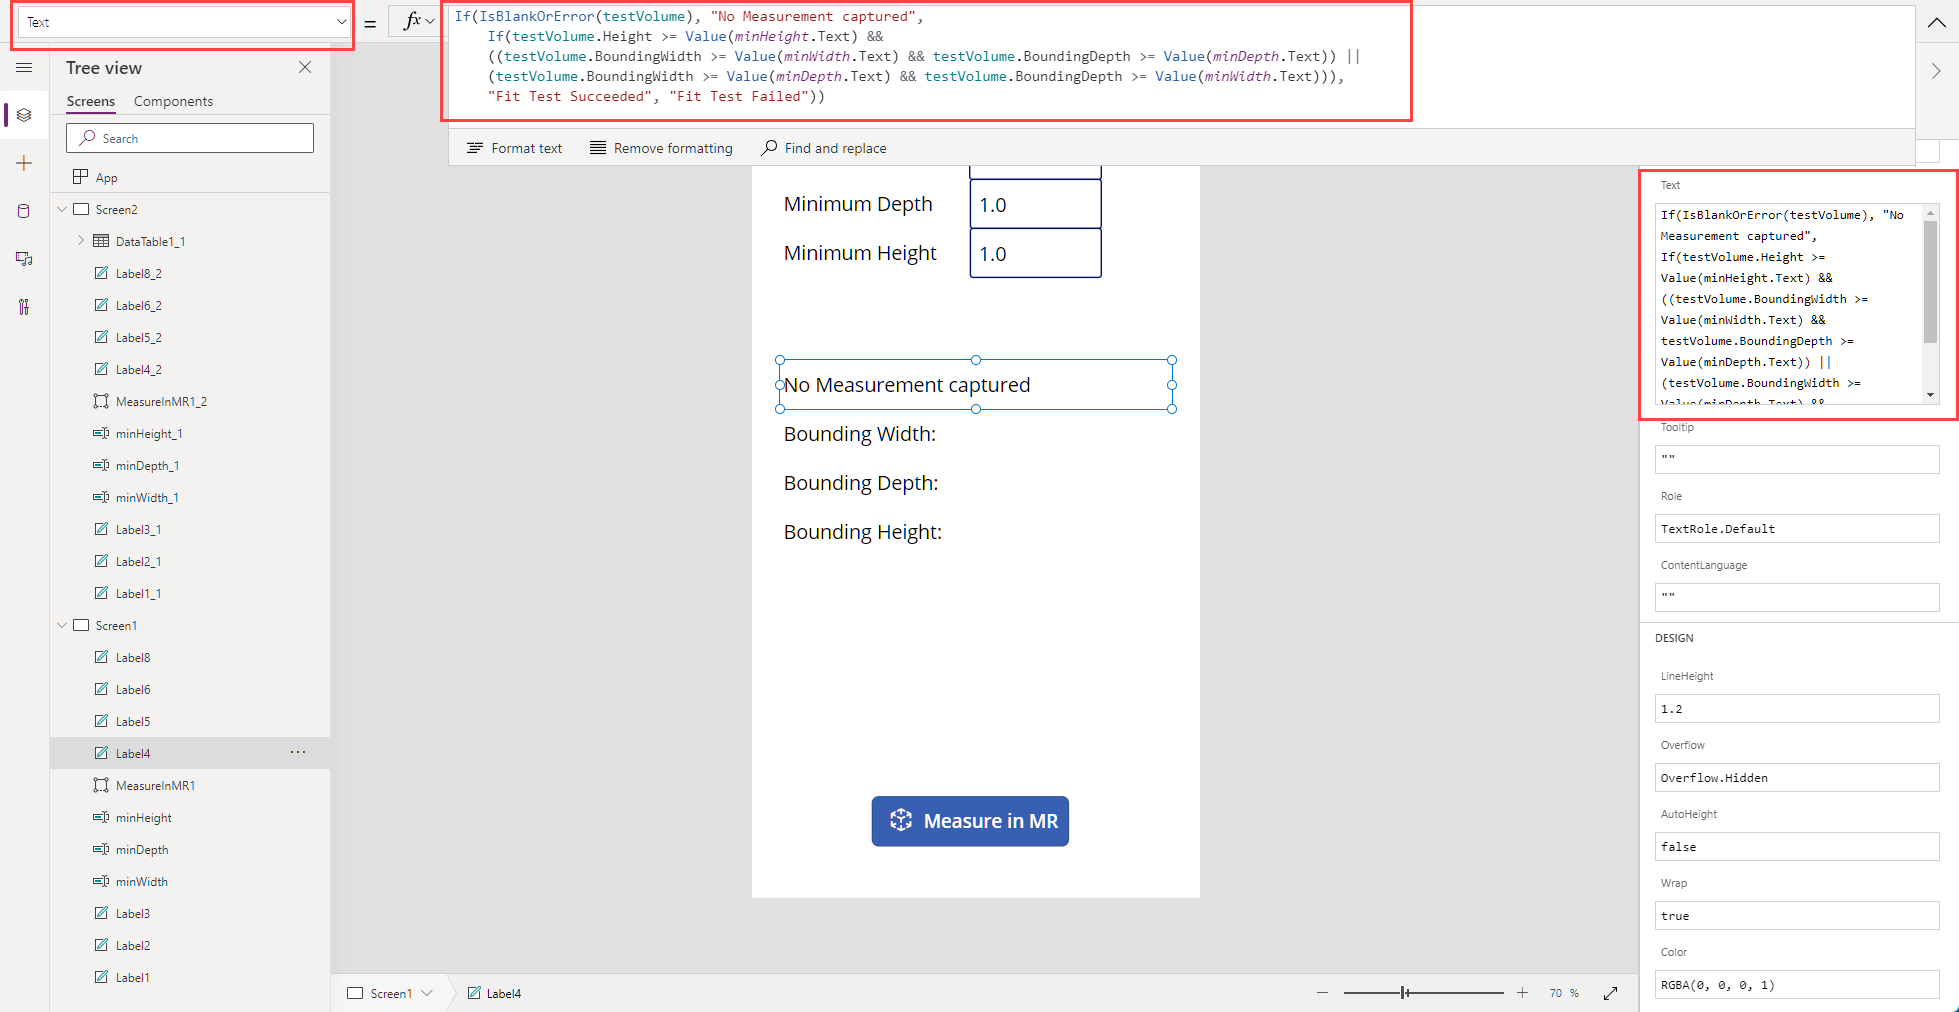 Text
=
fx
If(IsBlankOrError(testVolume), "No Measurement captured",
If(testVolume.Height >= Value(minHeight.Text) &&
((testVolume.BoundingWidth >= Value(minWidth.Text) && testVolume.BoundingDepth >= Value(minDepth.Text)) ||
(testVolume.BoundingWidth >= Value(minDepth.Text) && testVolume.BoundingDepth >= Value(minWidth.Text))),
"Fit Test Succeeded", "Fit Test Failed"))
Format text
Remove formatting
Find and replace
Tree view
Screens
Components
Search
App
Screen2
DataTable1_1
Label8_2
Label6_2
Label5_2
Label4_2
MeasureInMR1_2
minHeight_1
minDepth_1
minWidth_1
Label3_1
Label2_1
Label1_1
Screen1
Label8
Label6
Label5
Label4
...
MeasureInMR1
minHeight
minDepth
minWidth
Label3
Label2
Label1
Minimum Depth
1.0
Minimum Height
1.0
No Measurement captured
Bounding Width:
Bounding Depth:
Bounding Height:
Measure in MR
Screen1
Label4
70 %
Text
If(IsBlankOrError(testVolume), "No
Measurement captured",
If(testVolume.Height >=
Value(minHeight.Text) &&
((testVolume.BoundingWidth >=
Value(minWidth.Text) &&
testVolume.BoundingDepth >=
Value(minDepth.Text)) ||
(testVolume.BoundingWidth >=
Value(minDepth.Text) &&
Tooltip
""
Role
TextRole.Default
ContentLanguage
""
DESIGN
LineHeight
1.2
Overflow
Overflow.Hidden
AutoHeight
false
Wrap
true
Color
RGBA(0, 0, 0, 1)